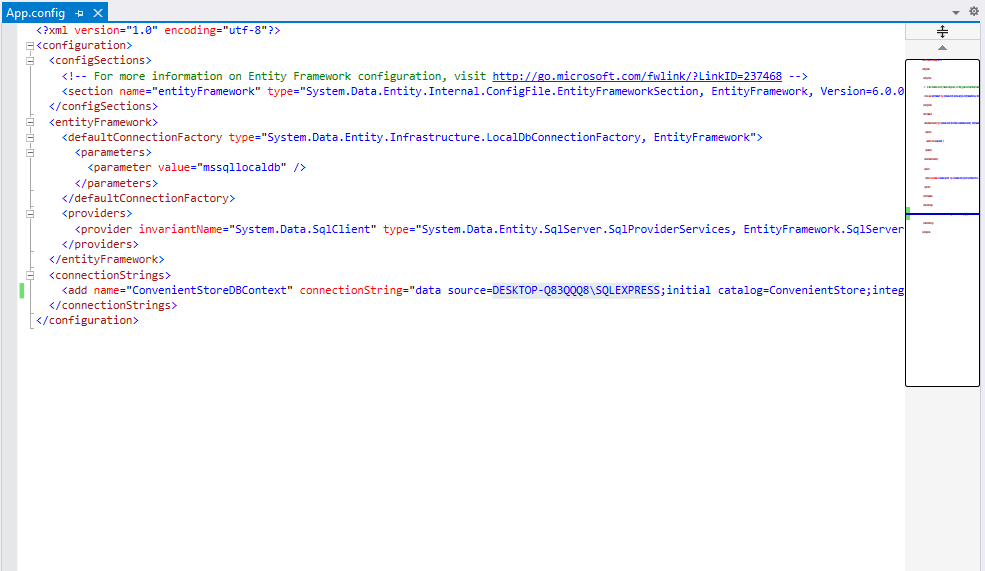 App.config
<?xml version="1.0" encoding="utf-8"?>
<configuration>
<configSections>
<!-- For more information on Entity Framework configuration, visit http://go.microsoft.com/fwlink/?LinkID=237468 -->
<section name="entityFramework" type="System.Data.Entity.Internal.ConfigFile.EntityFrameworkSection, EntityFramework, Version=6.0.0
</configSections>
<entityFramework>
<defaultConnectionFactory type="System.Data.Entity.Infrastructure.LocalDbConnectionFactory, EntityFramework">
<parameters>
<parameter value="mssqllocaldb" />
</parameters>
</defaultConnectionFactory>
<providers>
<provider invariantName="System.Data.SqlClient" type="System.Data.Entity.SqlServer.SqlProviderServices, EntityFramework.SqlServer
</providers>
</entityFramework>
<connectionStrings>
<add name="ConvenientStoreDBContext" connectionString="data source=DESKTOP-Q83QQQ8\SQLEXPRESS;initial catalog=ConvenientStore;integ
</connectionStrings>
</configuration>